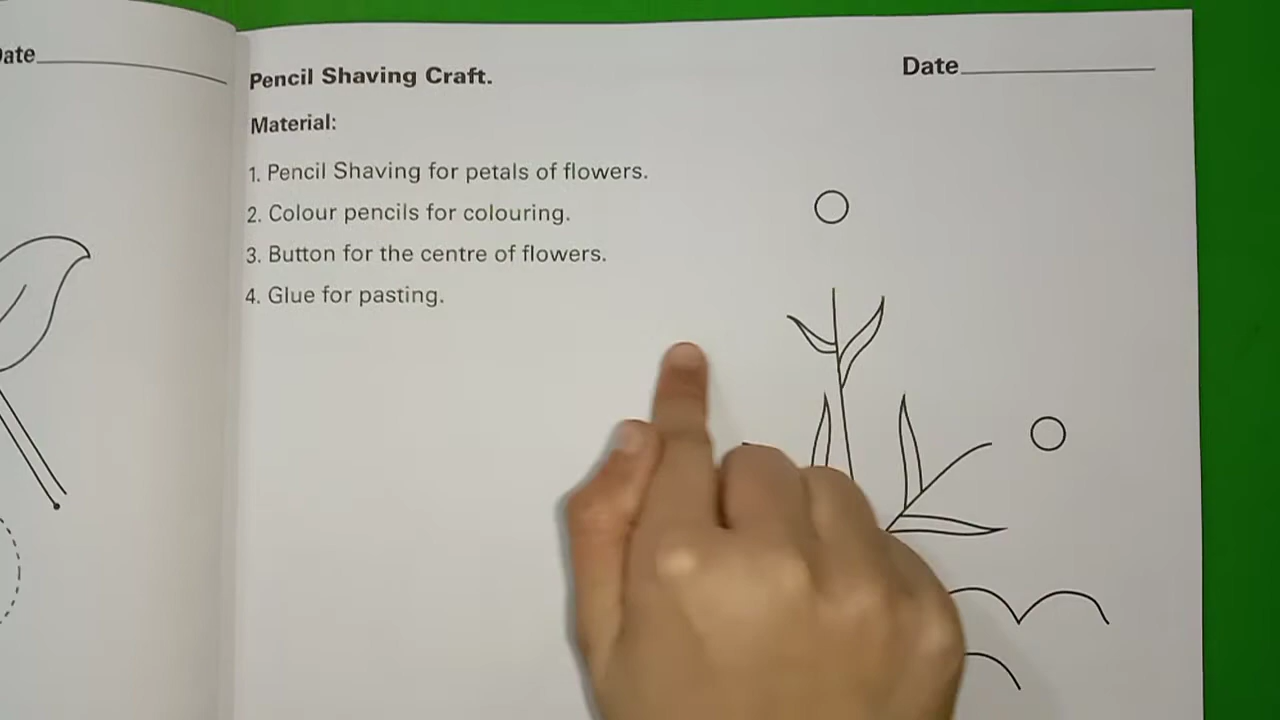 Date
Pencil Shaving Craft.
Date
Material:
1. Pencil Shaving for petals of flowers.
2. Colour pencils for colouring.
3. Button for the centre of flowers.
4. Glue for pasting.